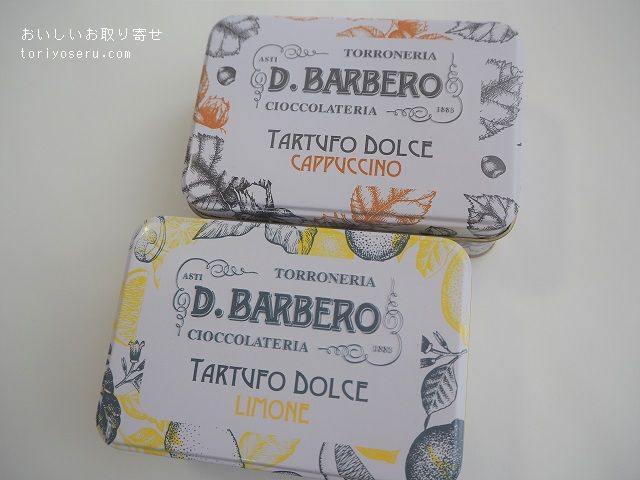 おいしいお取り寄せ
toriyoseru.com
TORRONERIA
ASTI
D. BARBERO
CIOCCOLATERIA
1883
TARTUFO DOLCE
CAPPUCCINO
TORRONERIA
ASTI
D. BARBERO
CIOCCOLATERIA
1883
TARTUFO DOLCE
LIMONE